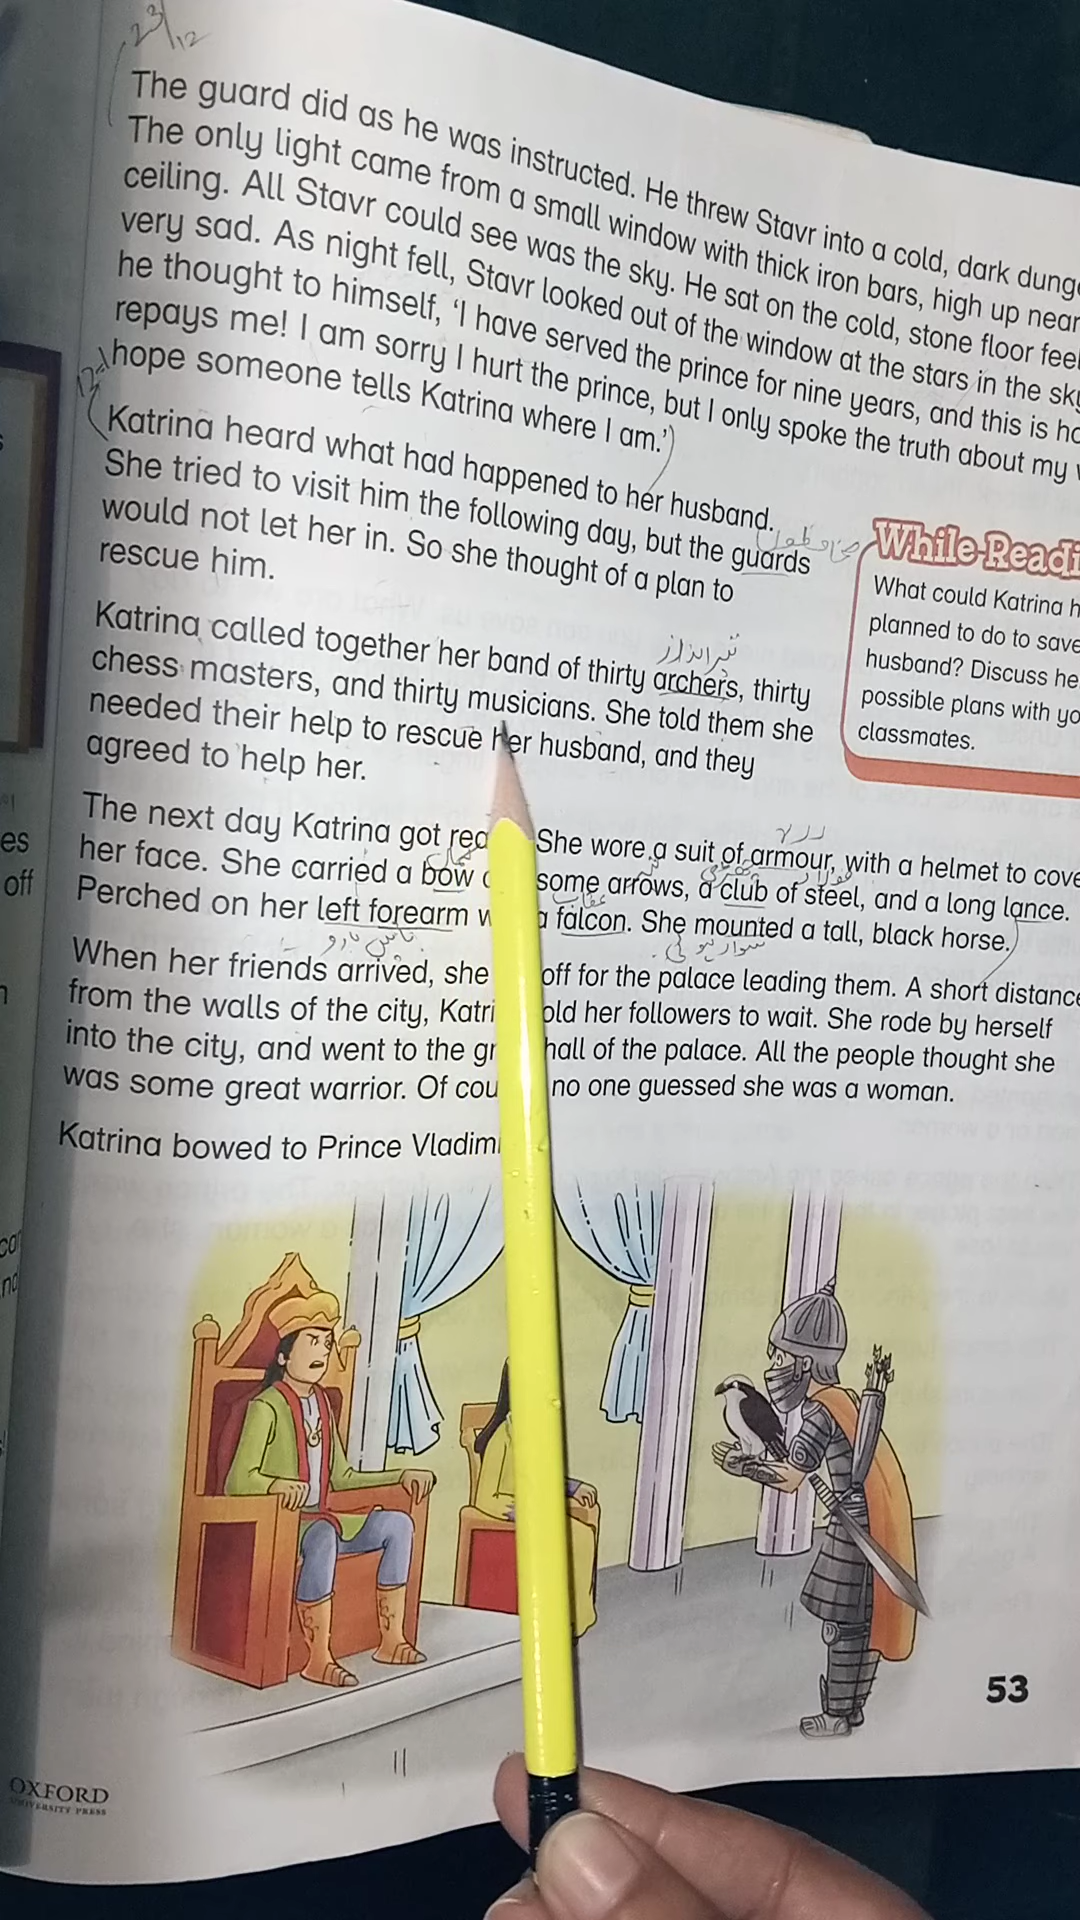 23/12
The guard did as he was instructed. He threw Stavr into a cold, dark
The only light came from a small window with thick iron bars, high up near
ceiling. All Stavr could see was the sky. He sat on the cold, stone floor
very sad. As night fell, Stavr looked out of the window at the stars in the
he thought to himself, ‘I have served the prince for nine years, and this is
repays me! I am sorry I hurt the prince, but I only spoke the truth about my
hope someone tells Katrina where I am.’
Katrina heard what had happened to her husband.
She tried to visit him the following day, but the guards
would not let her in. So she thought of a plan to
rescue him.
While-Readi
What could Katrina h
planned to do to save
husband? Discuss he
possible plans with yo
classmates.
تیر انداز
Katrina called together her band of thirty archers, thirty
chess masters, and thirty musicians. She told them she
needed their help to rescue her husband, and they
agreed to help her.
The next day Katrina got She wore a suit of armour, with a helmet to cove
her face. She carried a bow some arrows, a club of steel, and a long lance.
Perched on her left forearm a falcon. She mounted a tall, black horse.
When her friends arrived, she off for the palace leading them. A short distance
from the walls of the city, Katri old her followers to wait. She rode by herself
into the city, and went to the hall of the palace. All the people thought she
was some great warrior. Of cou no one guessed she was a woman.
Katrina bowed to Prince Vladimi
53
OXFORD
UNIVERSITY PRESS
es
off